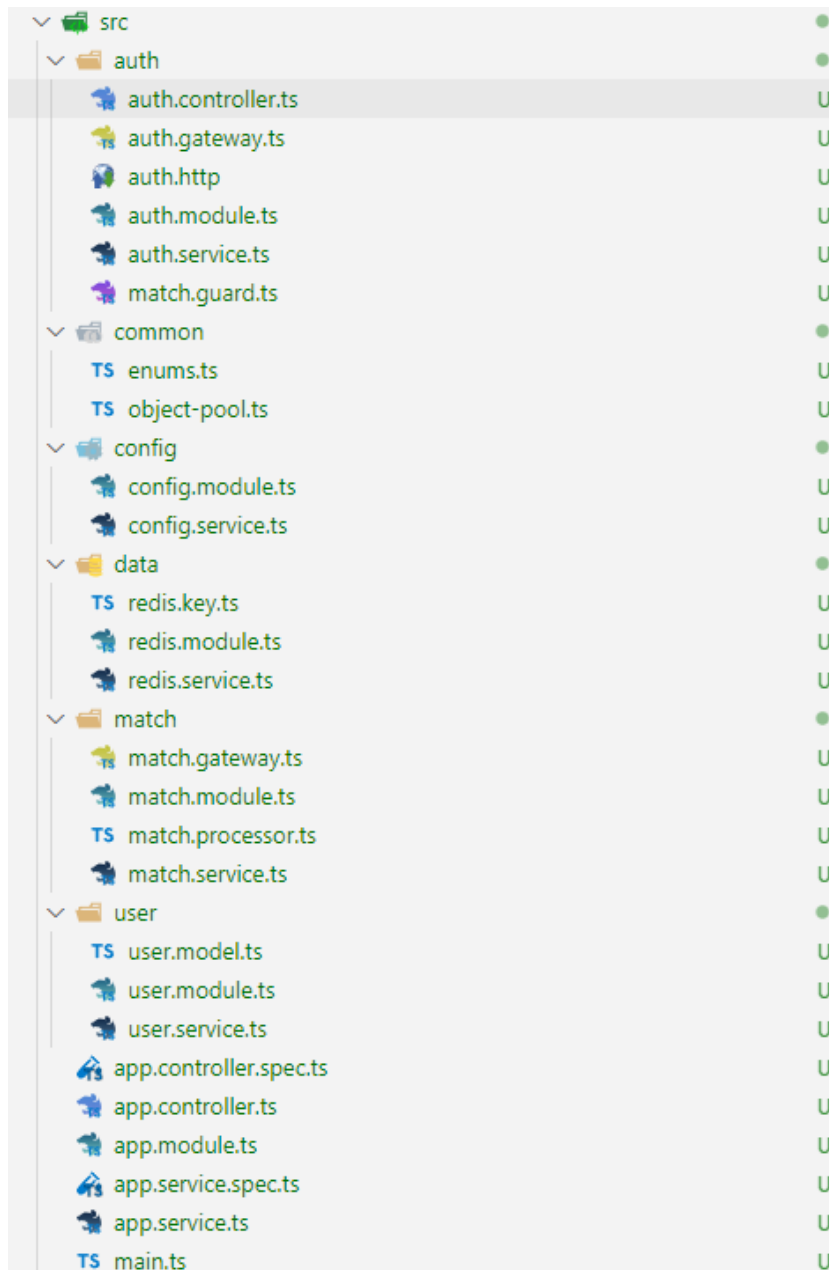 src
auth
auth.controller.ts U
auth.gateway.ts U
auth.http U
auth.module.ts U
auth.service.ts U
match.guard.ts U
common
TS enums.ts U
TS object-pool.ts U
config
config.module.ts U
config.service.ts U
data
TS redis.key.ts U
redis.module.ts U
redis.service.ts U
match
match.gateway.ts U
match.module.ts U
TS match.processor.ts U
match.service.ts U
user
TS user.model.ts U
user.module.ts U
user.service.ts U
app.controller.spec.ts U
app.controller.ts U
app.module.ts U
app.service.spec.ts U
app.service.ts U
TS main.ts U